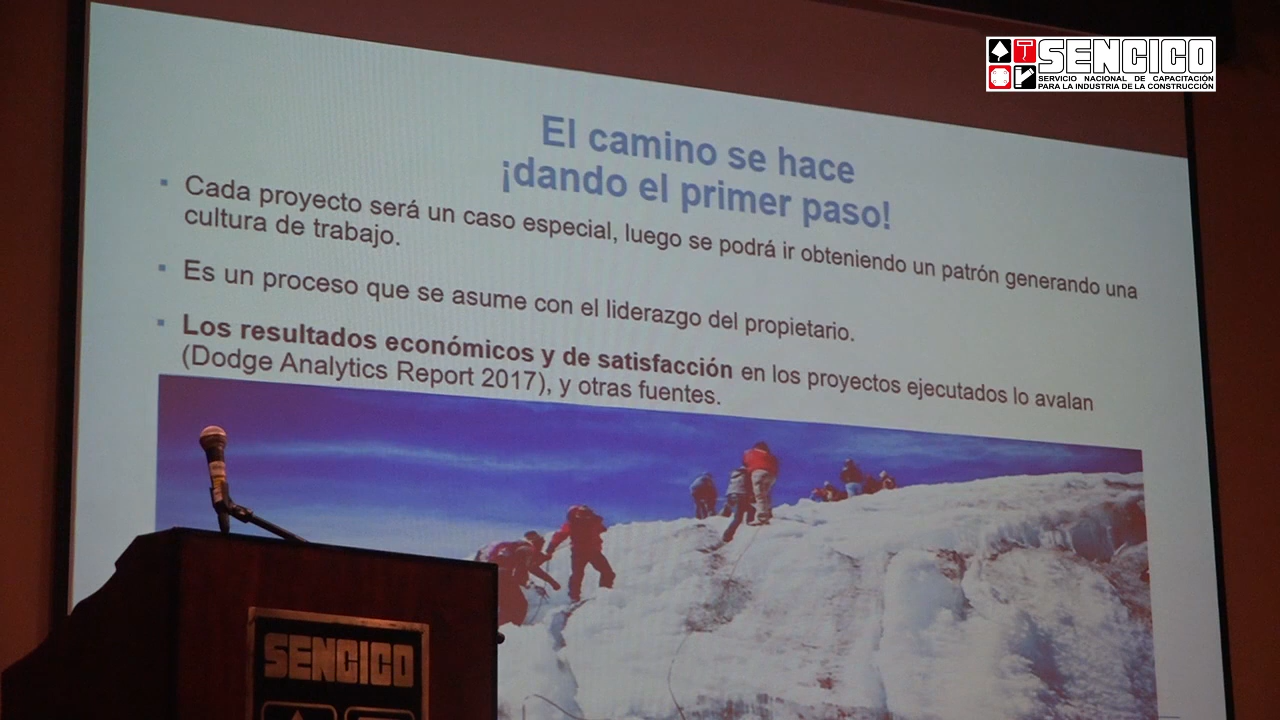 SENCICO
SERVICIO NACIONAL DE CAPACITACIÓN
PARA LA INDUSTRIA DE LA CONSTRUCCIÓN
El camino se hace
¡dando el primer paso!
▪ Cada proyecto será un caso especial, luego se podrá ir obteniendo un patrón generando una
cultura de trabajo.
▪ Es un proceso que se asume con el liderazgo del propietario.
▪ Los resultados económicos y de satisfacción en los proyectos ejecutados lo avalan
(Dodge Analytics Report 2017), y otras fuentes.
SENCICO